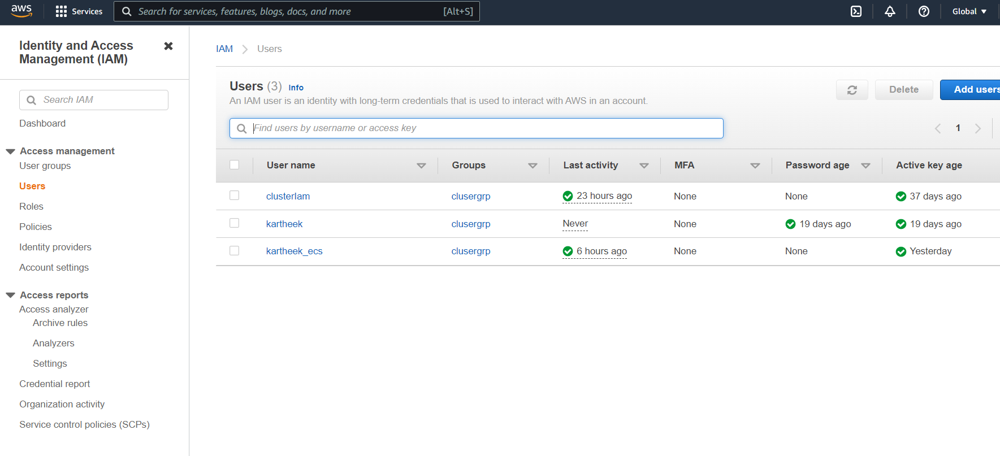 aws Services Search for services, features, blogs, docs, and more [Alt+S] Global
Identity and Access
Management (IAM)
Search IAM
Dashboard
Access management
User groups
Users
Roles
Policies
Identity providers
Account settings
Access reports
Access analyzer
Archive rules
Analyzers
Settings
Credential report
Organization activity
Service control policies (SCPs)
IAM Users
Users (3) Info Delete Add users
An IAM user is an identity with long-term credentials that is used to interact with AWS in an account.
Find users by username or access key 1
User name Groups Last activity MFA Password age Active key age
clusterIam clusergrp 23 hours ago None None 37 days ago
kartheek clusergrp Never None 19 days ago 19 days ago
kartheek_ecs clusergrp 6 hours ago None None Yesterday